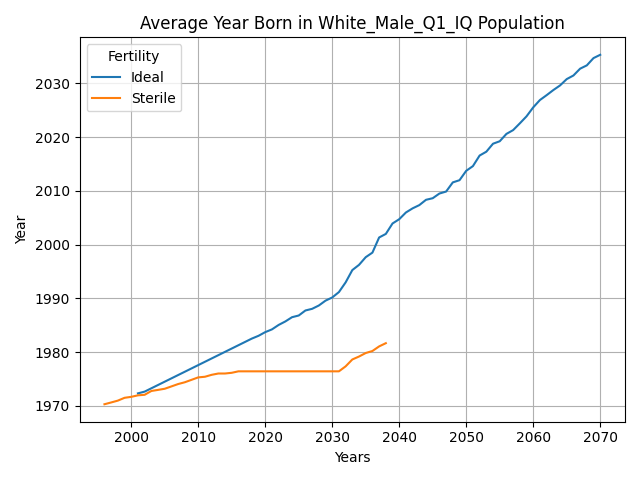 Average Year Born in White_Male_Q1_IQ Population
Fertility
Ideal
Sterile
Year
2030
2020
2010
2000
1990
1980
1970
2000 2010 2020 2030 2040 2050 2060 2070
Years